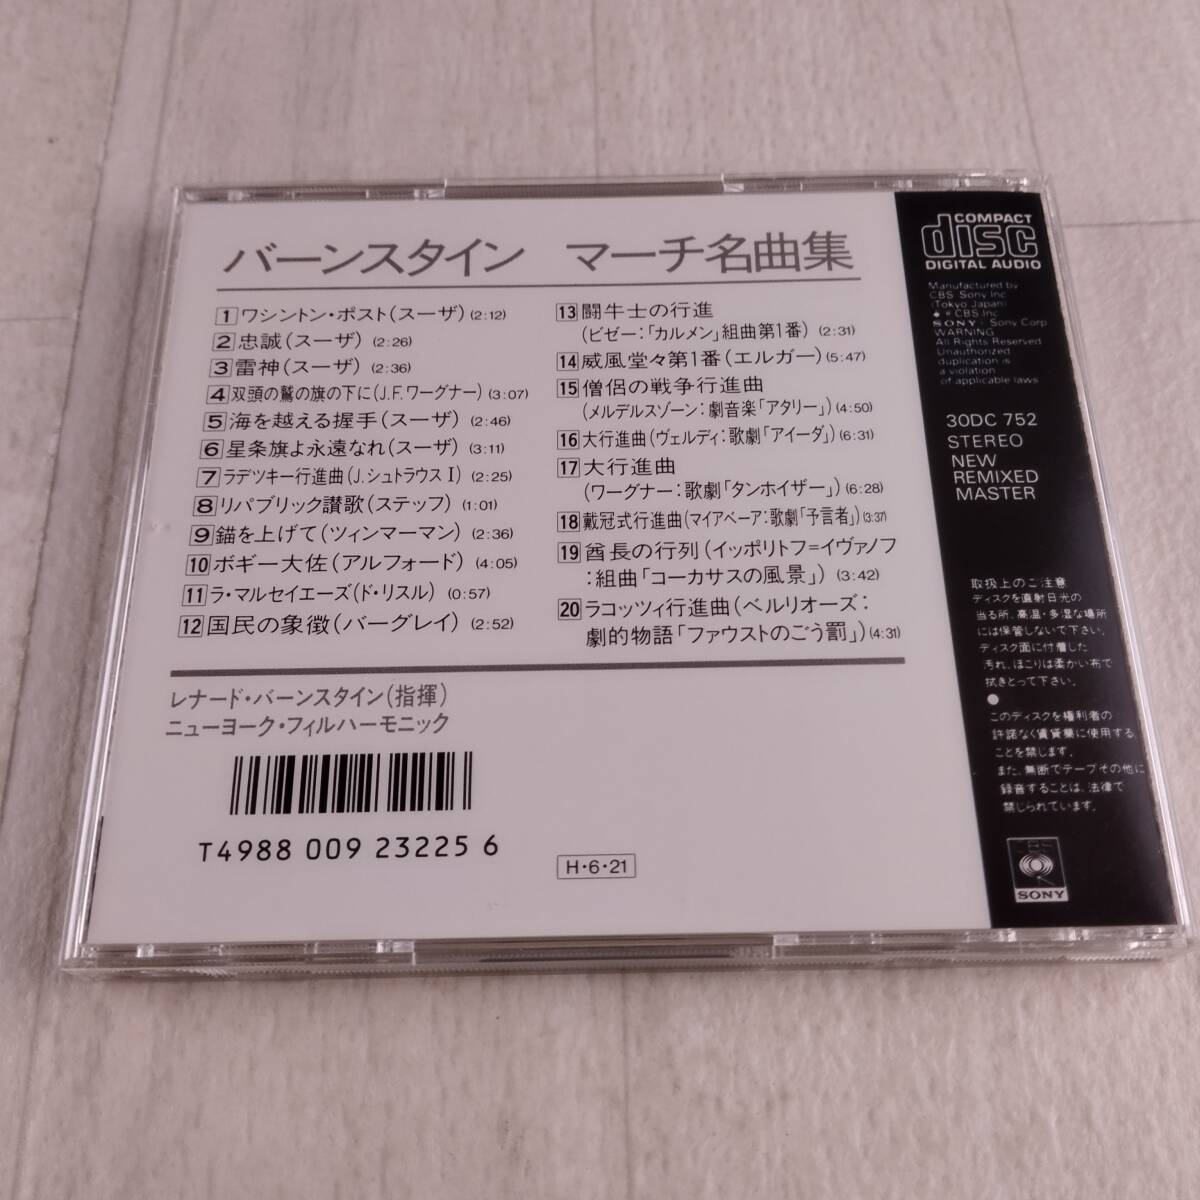 バーンスタイン マーチ名曲集
1 ワシントン・ポスト(スーザ) (2:12)
2 忠誠(スーザ) (2:26)
3 雷神(スーザ) (2:36)
4 双頭の鷲の旗の下に(J.F.ワーグナー) (3:07)
5 海を越える握手(スーザ) (2:46)
6 星条旗よ永遠なれ(スーザ) (3:11)
7 ラデツキー行進曲(J.シュトラウスI) (2:25)
8 リパブリック讃歌(ステッフ) (1:01)
9 錨を上げて(ツィンマーマン) (2:36)
10 ボギー大佐(アルフォード) (4:05)
11 ラ・マルセイエーズ(ド・リスル) (0:57)
12 国民の象徴(バーグレイ) (2:52)
13 闘牛士の行進
(ビゼー:「カルメン」組曲第1番) (2:31)
14 威風堂々第1番(エルガー) (5:47)
15 僧侶の戦争行進曲
(メルデルスゾーン:劇音楽「アタリー」) (4:50)
16 大行進曲(ヴェルディ:歌劇「アイーダ」) (6:31)
17 大行進曲
(ワーグナー:歌劇「タンホイザー」) (6:28)
18 戴冠式行進曲(マイアベーア:歌劇「予言者」) (3:37)
19 酋長の行列(イッポリトフ=イヴァノフ
:組曲「コーカサスの風景」) (3:42)
20 ラコッツィ行進曲(ベルリオーズ:
劇的物語「ファウストのごう罰」) (4:31)
レナード・バーンスタイン(指揮)
ニューヨーク・フィルハーモニック
T4988 009 23225 6
H・6・21
COMPACT
disc
DIGITAL AUDIO
Manufactured by
CBS Sony Inc
(Tokyo Japan)
CBS.Inc
SONY: Sony Corp
WARNING
All Rights Reserved
Unauthorized
duplication is
a violation
of applicable laws
30DC 752
STEREO
NEW
REMIXED
MASTER
取扱上のご注意
ディスクを直射日光の
当る所、高温・多湿な場所
には保管しないで下さい。
ディスク面に付着した
汚れ、ほこりは柔かい布で
拭きとって下さい。
●
このディスクを権利者の
許諾なく賃貸業に使用する
ことを禁じます。
また、無断でテープその他に
録音することは、法律で
禁じられています。
SONY